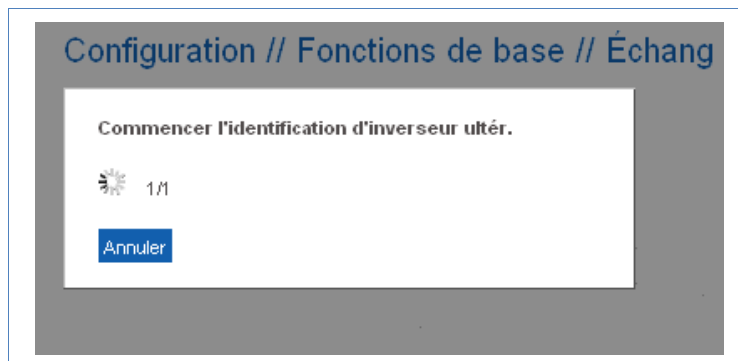 Configuration // Fonctions de base // Échang
Commencer l'identification d'inverseur ultér.
1/1
Annuler